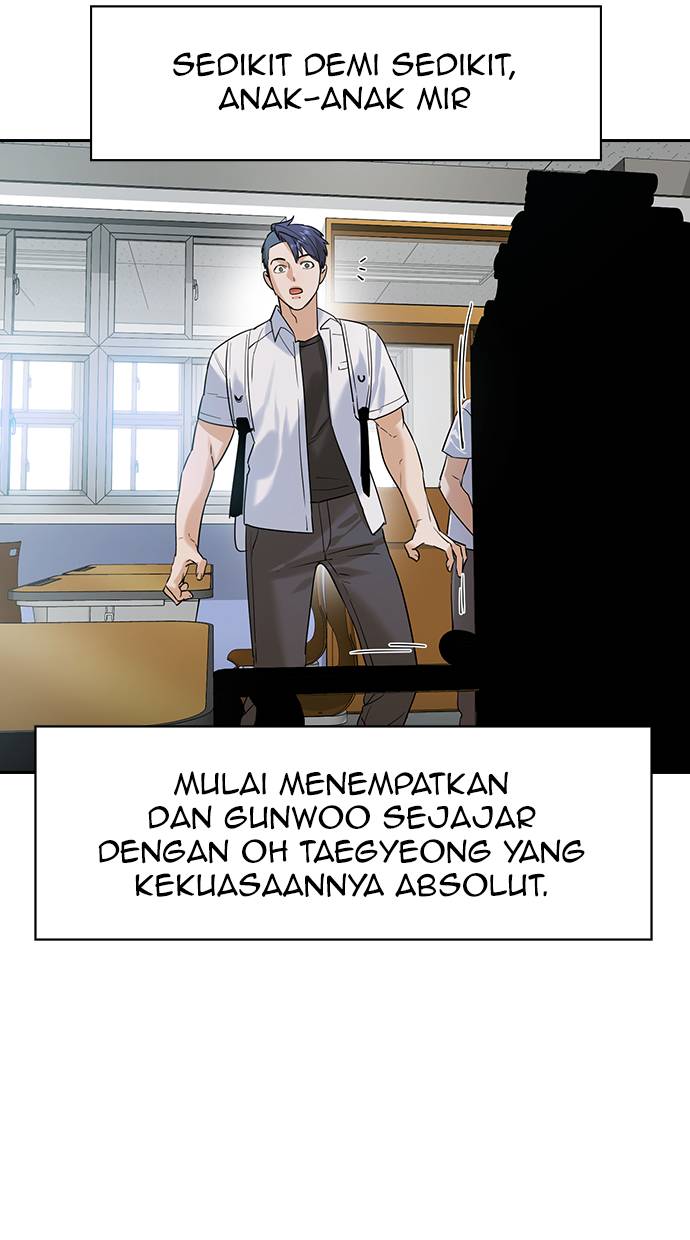 SEDIKIT DEMI SEDIKIT,
ANAK-ANAK MIR
MULAI MENEMPATKAN
DAN GUNWOO SEJAJAR
DENGAN OH TAEGYEONG YANG
KEKUASAANNYA ABSOLUT.